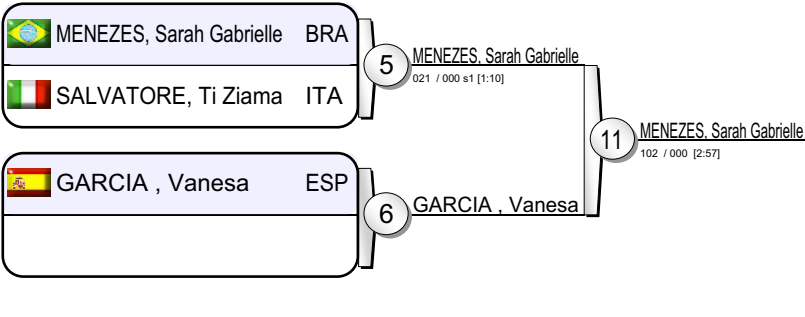 MENEZES, Sarah Gabrielle BRA
SALVATORE, Ti Ziama ITA
5
MENEZES, Sarah Gabrielle
021 / 000 s1 [1:10]
GARCIA , Vanesa ESP
6
GARCIA , Vanesa
11
MENEZES, Sarah Gabrielle
102 / 000 [2:57]